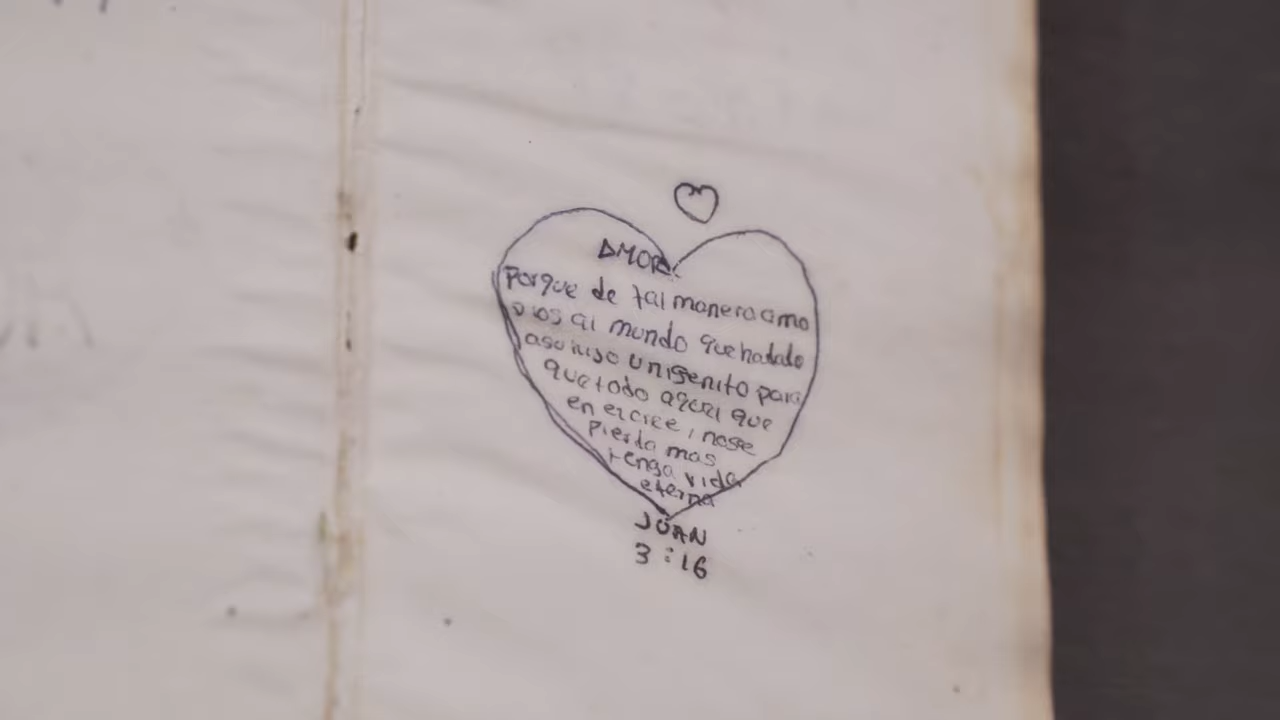 AMOR
Porque de tal manera amo
Dios al mundo que ha dado
asu hijo unigenito para
que todo aquel que
en el cree, nose
pierda mas
tenga vida
eterna
JUAN
3:16